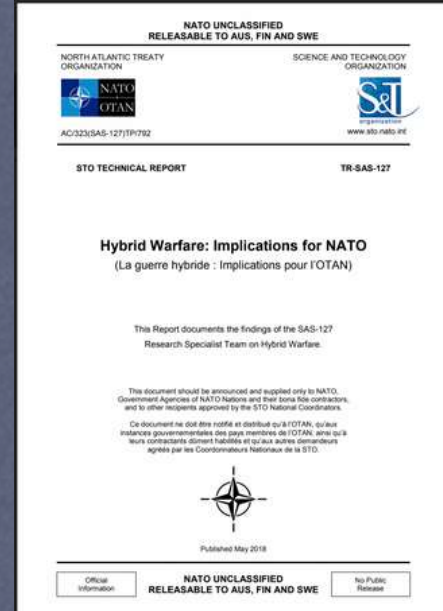 NATO UNCLASSIFIED
RELEASABLE TO AUS, FIN AND SWE
NORTH ATLANTIC TREATY
ORGANIZATION
SCIENCE AND TECHNOLOGY
ORGANIZATION
NATO
OTAN
S&T
organization
AC/323(SAS-127)TP/792
www.sto.nato.int
STO TECHNICAL REPORT
TR-SAS-127
Hybrid Warfare: Implications for NATO
(La guerre hybride : Implications pour l'OTAN)
This Report documents the findings of the SAS-127
Research Specialist Team on Hybrid Warfare.
This document should be announced and supplied only to NATO,
Government Agencies of NATO Nations and their bona fide contractors,
and to other recipients approved by the STO National Coordinators.
Ce document ne doit être notifié et distribué qu'à l'OTAN, qu'aux
instances gouvernementales des pays membres de l'OTAN, ainsi qu'à
leurs contractants dûment habilités et qu'aux autres demandeurs
agréés par les Coordonnateurs Nationaux de la STO.
Published May 2018
Official
Information
NATO UNCLASSIFIED
RELEASABLE TO AUS, FIN AND SWE
No Public
Release